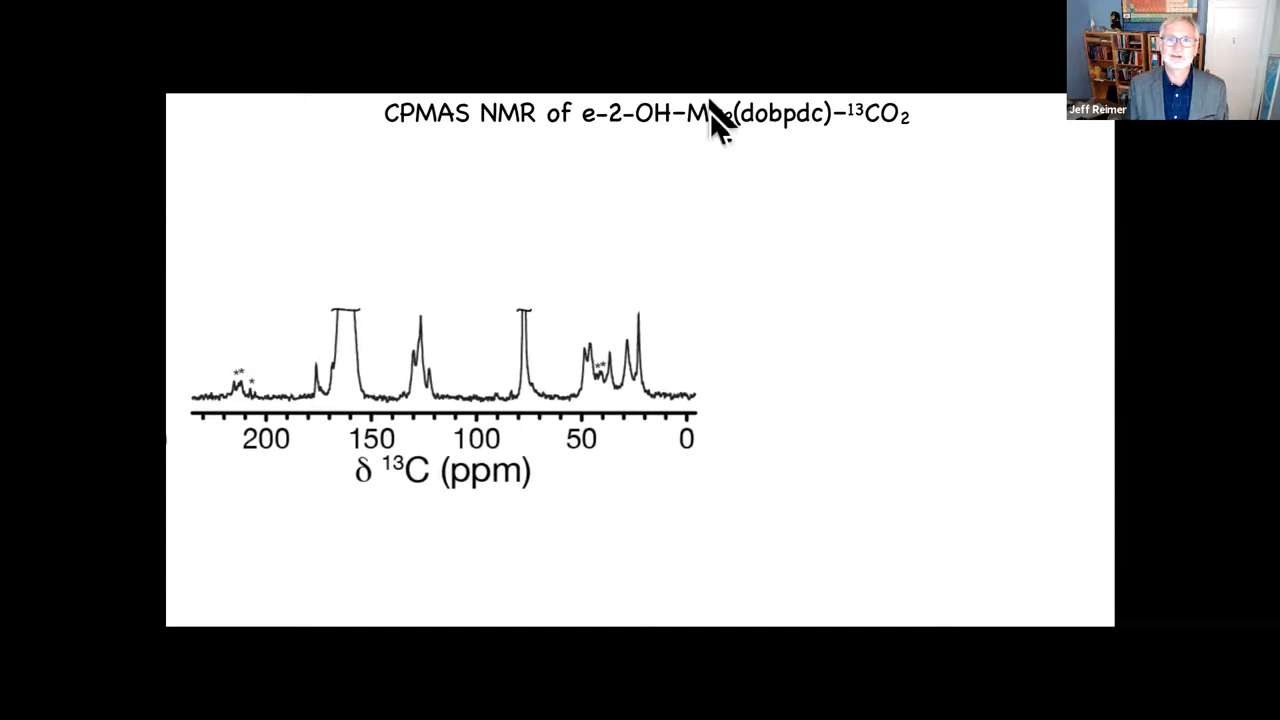 CPMAS NMR of e-2-OH-M (dobpdc)-¹³CO₂
Jeff Reimer
** *
**
200 150 100 50 0
δ ¹³C (ppm)